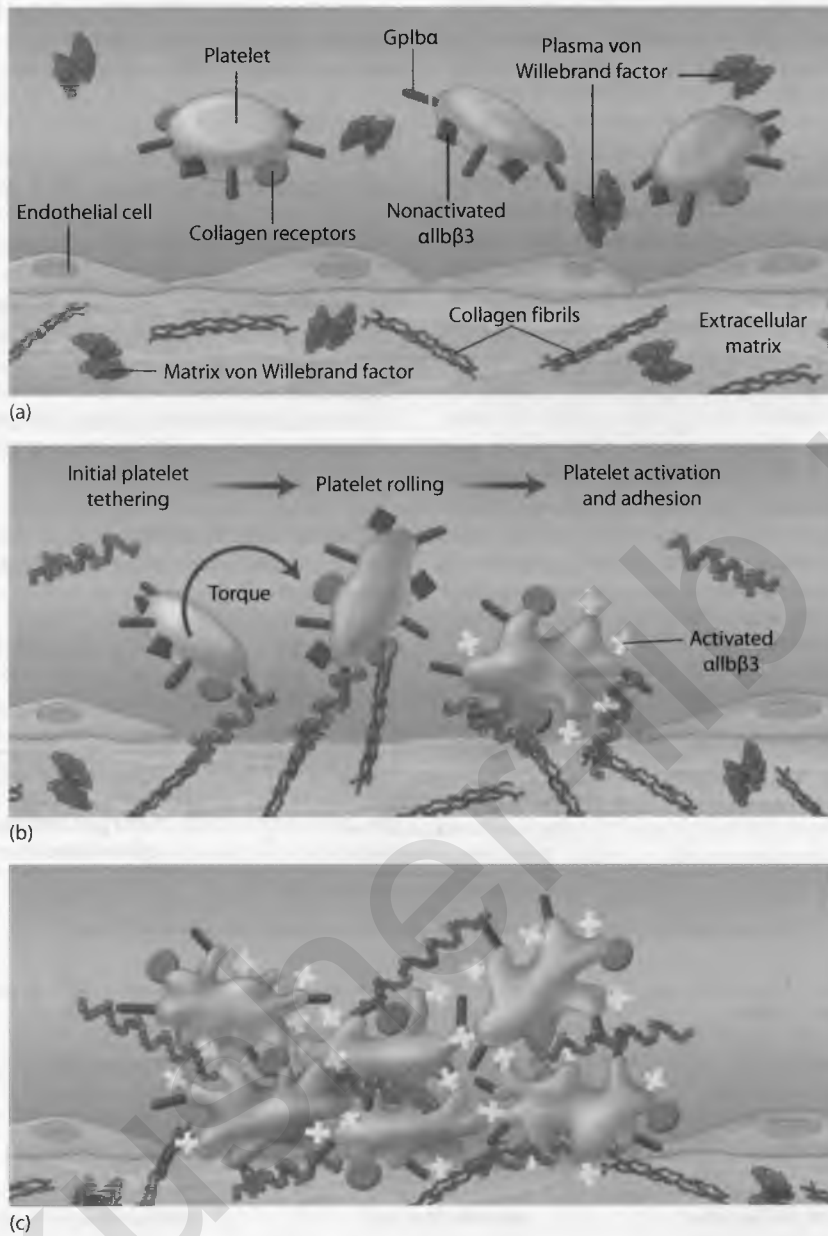 GpIbα
Platelet
Plasma von
Willebrand factor
Endothelial cell
Collagen receptors
Nonactivated
αIIbβ3
Collagen fibrils
Extracellular
matrix
Matrix von Willebrand factor
(a)
Initial platelet
tethering
Platelet rolling
Platelet activation
and adhesion
Torque
Activated
αIIbβ3
(b)
(c)